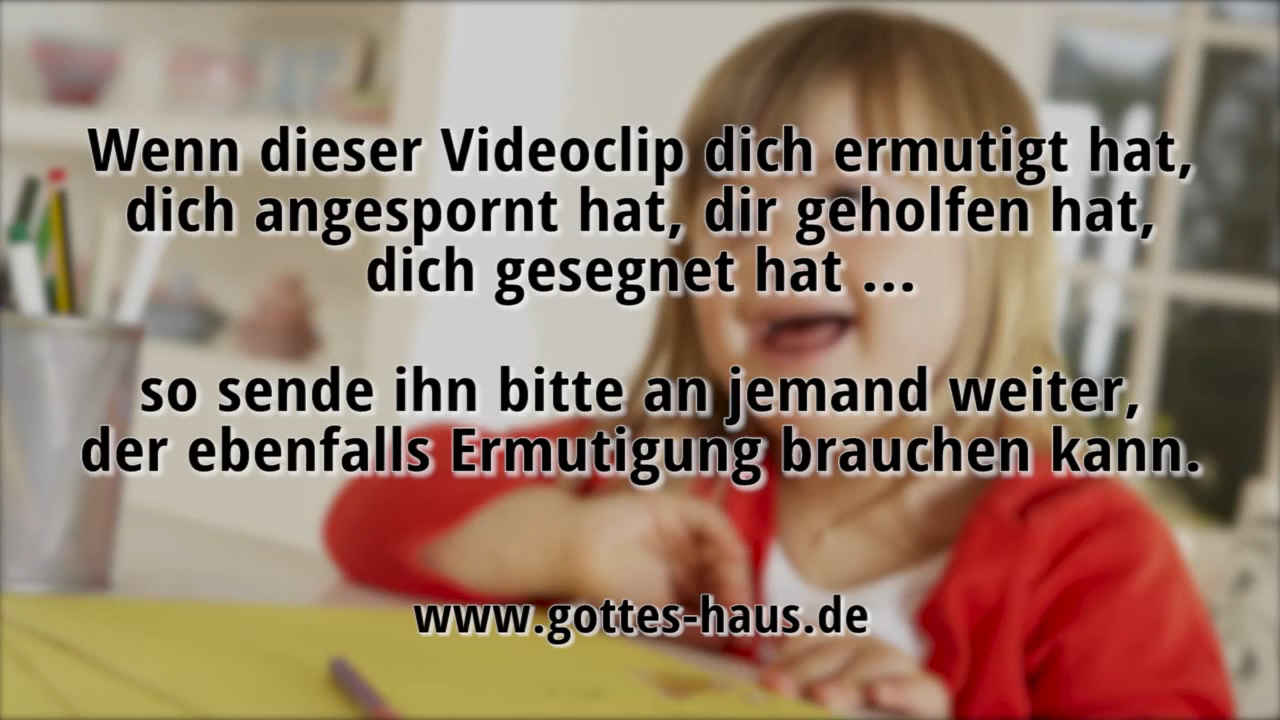 Wenn dieser Videoclip dich ermutigt hat,
dich angespornt hat, dir geholfen hat,
dich gesegnet hat ...
so sende ihn bitte an jemand weiter,
der ebenfalls Ermutigung brauchen kann.
www.gottes-haus.de